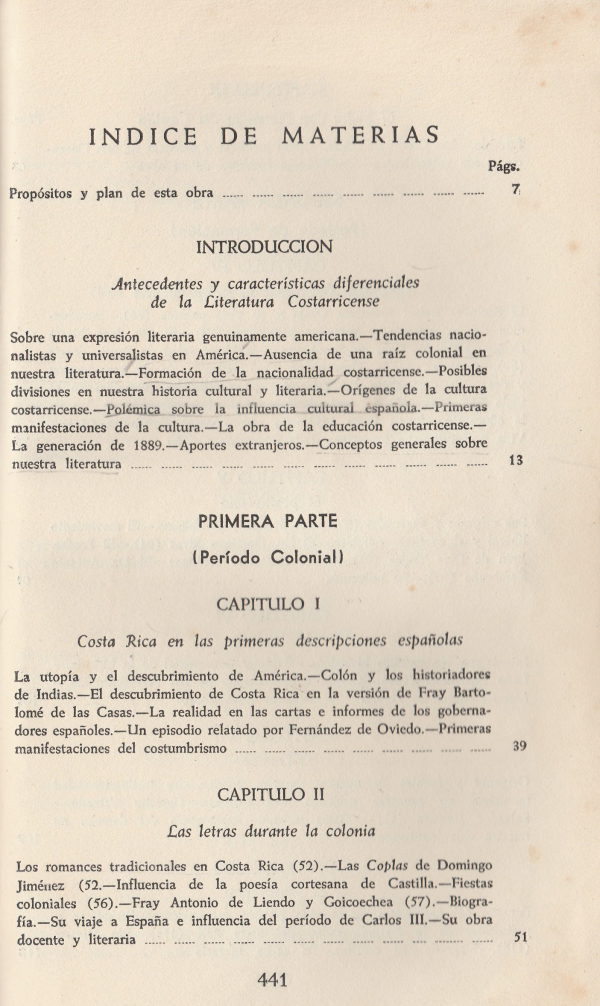 INDICE DE MATERIAS
Págs.
Propósitos y plan de esta obra ...... ...... ...... ...... ...... ...... ...... ...... ...... 7
INTRODUCCION
Antecedentes y características diferenciales
de la Literatura Costarricense
Sobre una expresión literaria genuinamente americana.—Tendencias nacio-
nalistas y universalistas en América.—Ausencia de una raíz colonial en
nuestra literatura.—Formación de la nacionalidad costarricense.—Posibles
divisiones en nuestra historia cultural y literaria.—Orígenes de la cultura
costarricense.—Polémica sobre la influencia cultural española.—Primeras
manifestaciones de la cultura.—La obra de la educación costarricense.—
La generación de 1889.—Aportes extranjeros.—Conceptos generales sobre
nuestra literatura ...... ...... ...... ...... ...... ...... ...... ...... ...... ...... ...... ...... 13
PRIMERA PARTE
(Período Colonial)
CAPITULO I
Costa Rica en las primeras descripciones españolas
La utopía y el descubrimiento de América.—Colón y los historiadores
de Indias.—El descubrimiento de Costa Rica en la versión de Fray Barto-
lomé de las Casas.—La realidad en las cartas e informes de los goberna-
dores españoles.—Un episodio relatado por Fernández de Oviedo.—Primeras
manifestaciones del costumbrismo ...... ...... ...... ...... ...... ...... ...... ...... ...... 39
CAPITULO II
Las letras durante la colonia
Los romances tradicionales en Costa Rica (52).—Las Coplas de Domingo
Jiménez (52.—Influencia de la poesía cortesana de Castilla.—Fiestas
coloniales (56).—Fray Antonio de Liendo y Goicoechea (57).—Biogra-
fía.—Su viaje a España e influencia del período de Carlos III.—Su obra
docente y literaria ...... ...... ...... ...... ...... ...... ...... ...... ...... ...... ...... ...... 51
441